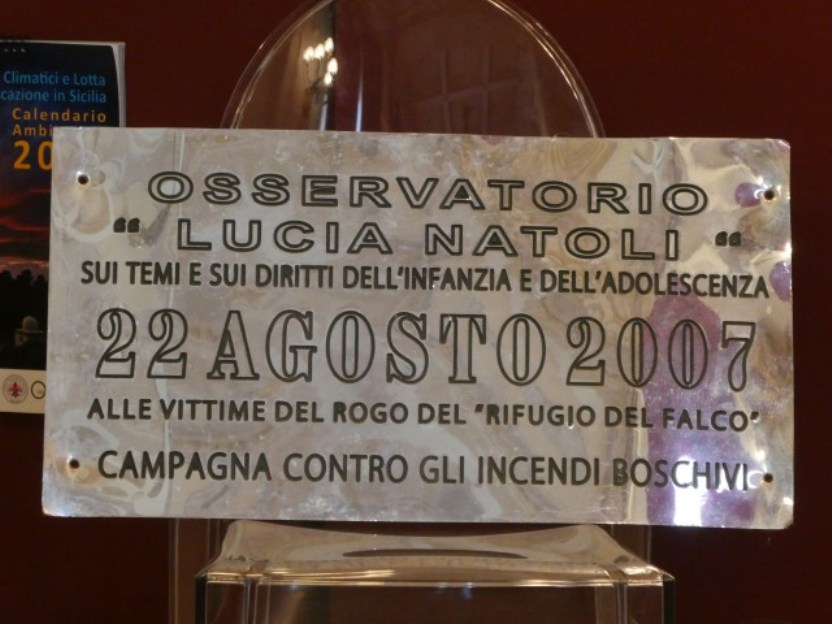 Climatici e Lotta
cazione in Sicilia
Calendario
OSSERVATORIO
“ LUCIA NATOLI “
SUI TEMI E SUI DIRITTI DELL'INFANZIA E DELL'ADOLESCENZA
22 AGOSTO 2007
ALLE VITTIME DEL ROGO DEL "RIFUGIO DEL FALCO"
CAMPAGNA CONTRO GLI INCENDI BOSCHIVI